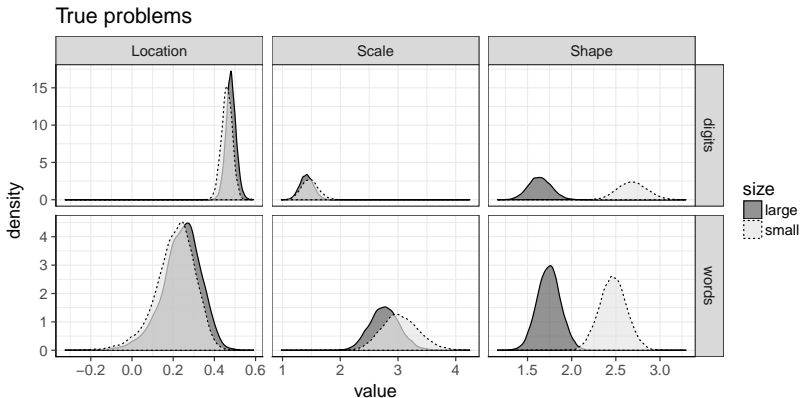 True problems
Location Scale Shape
15
10
5
0
digits
4
3
2
1
0
words
density
−0.2 0.0 0.2 0.4 0.6 1 2 3 4 1.5 2.0 2.5 3.0
value
size
large
small